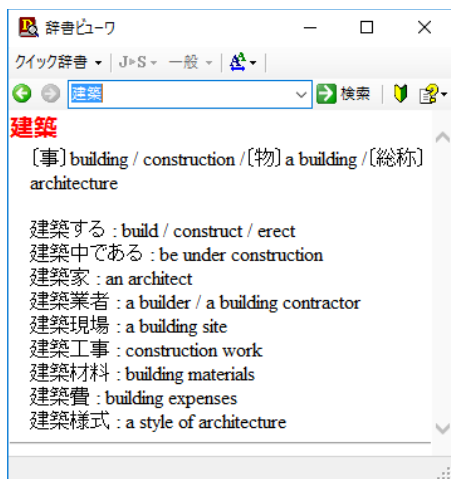 辞書ビューワ
クイック辞書 J▸S 一般 A
建築 検索
建築
〔事〕building / construction /〔物〕a building /〔総称〕
architecture
建築する : build / construct / erect
建築中である : be under construction
建築家 : an architect
建築業者 : a builder / a building contractor
建築現場 : a building site
建築工事 : construction work
建築材料 : building materials
建築費 : building expenses
建築様式 : a style of architecture